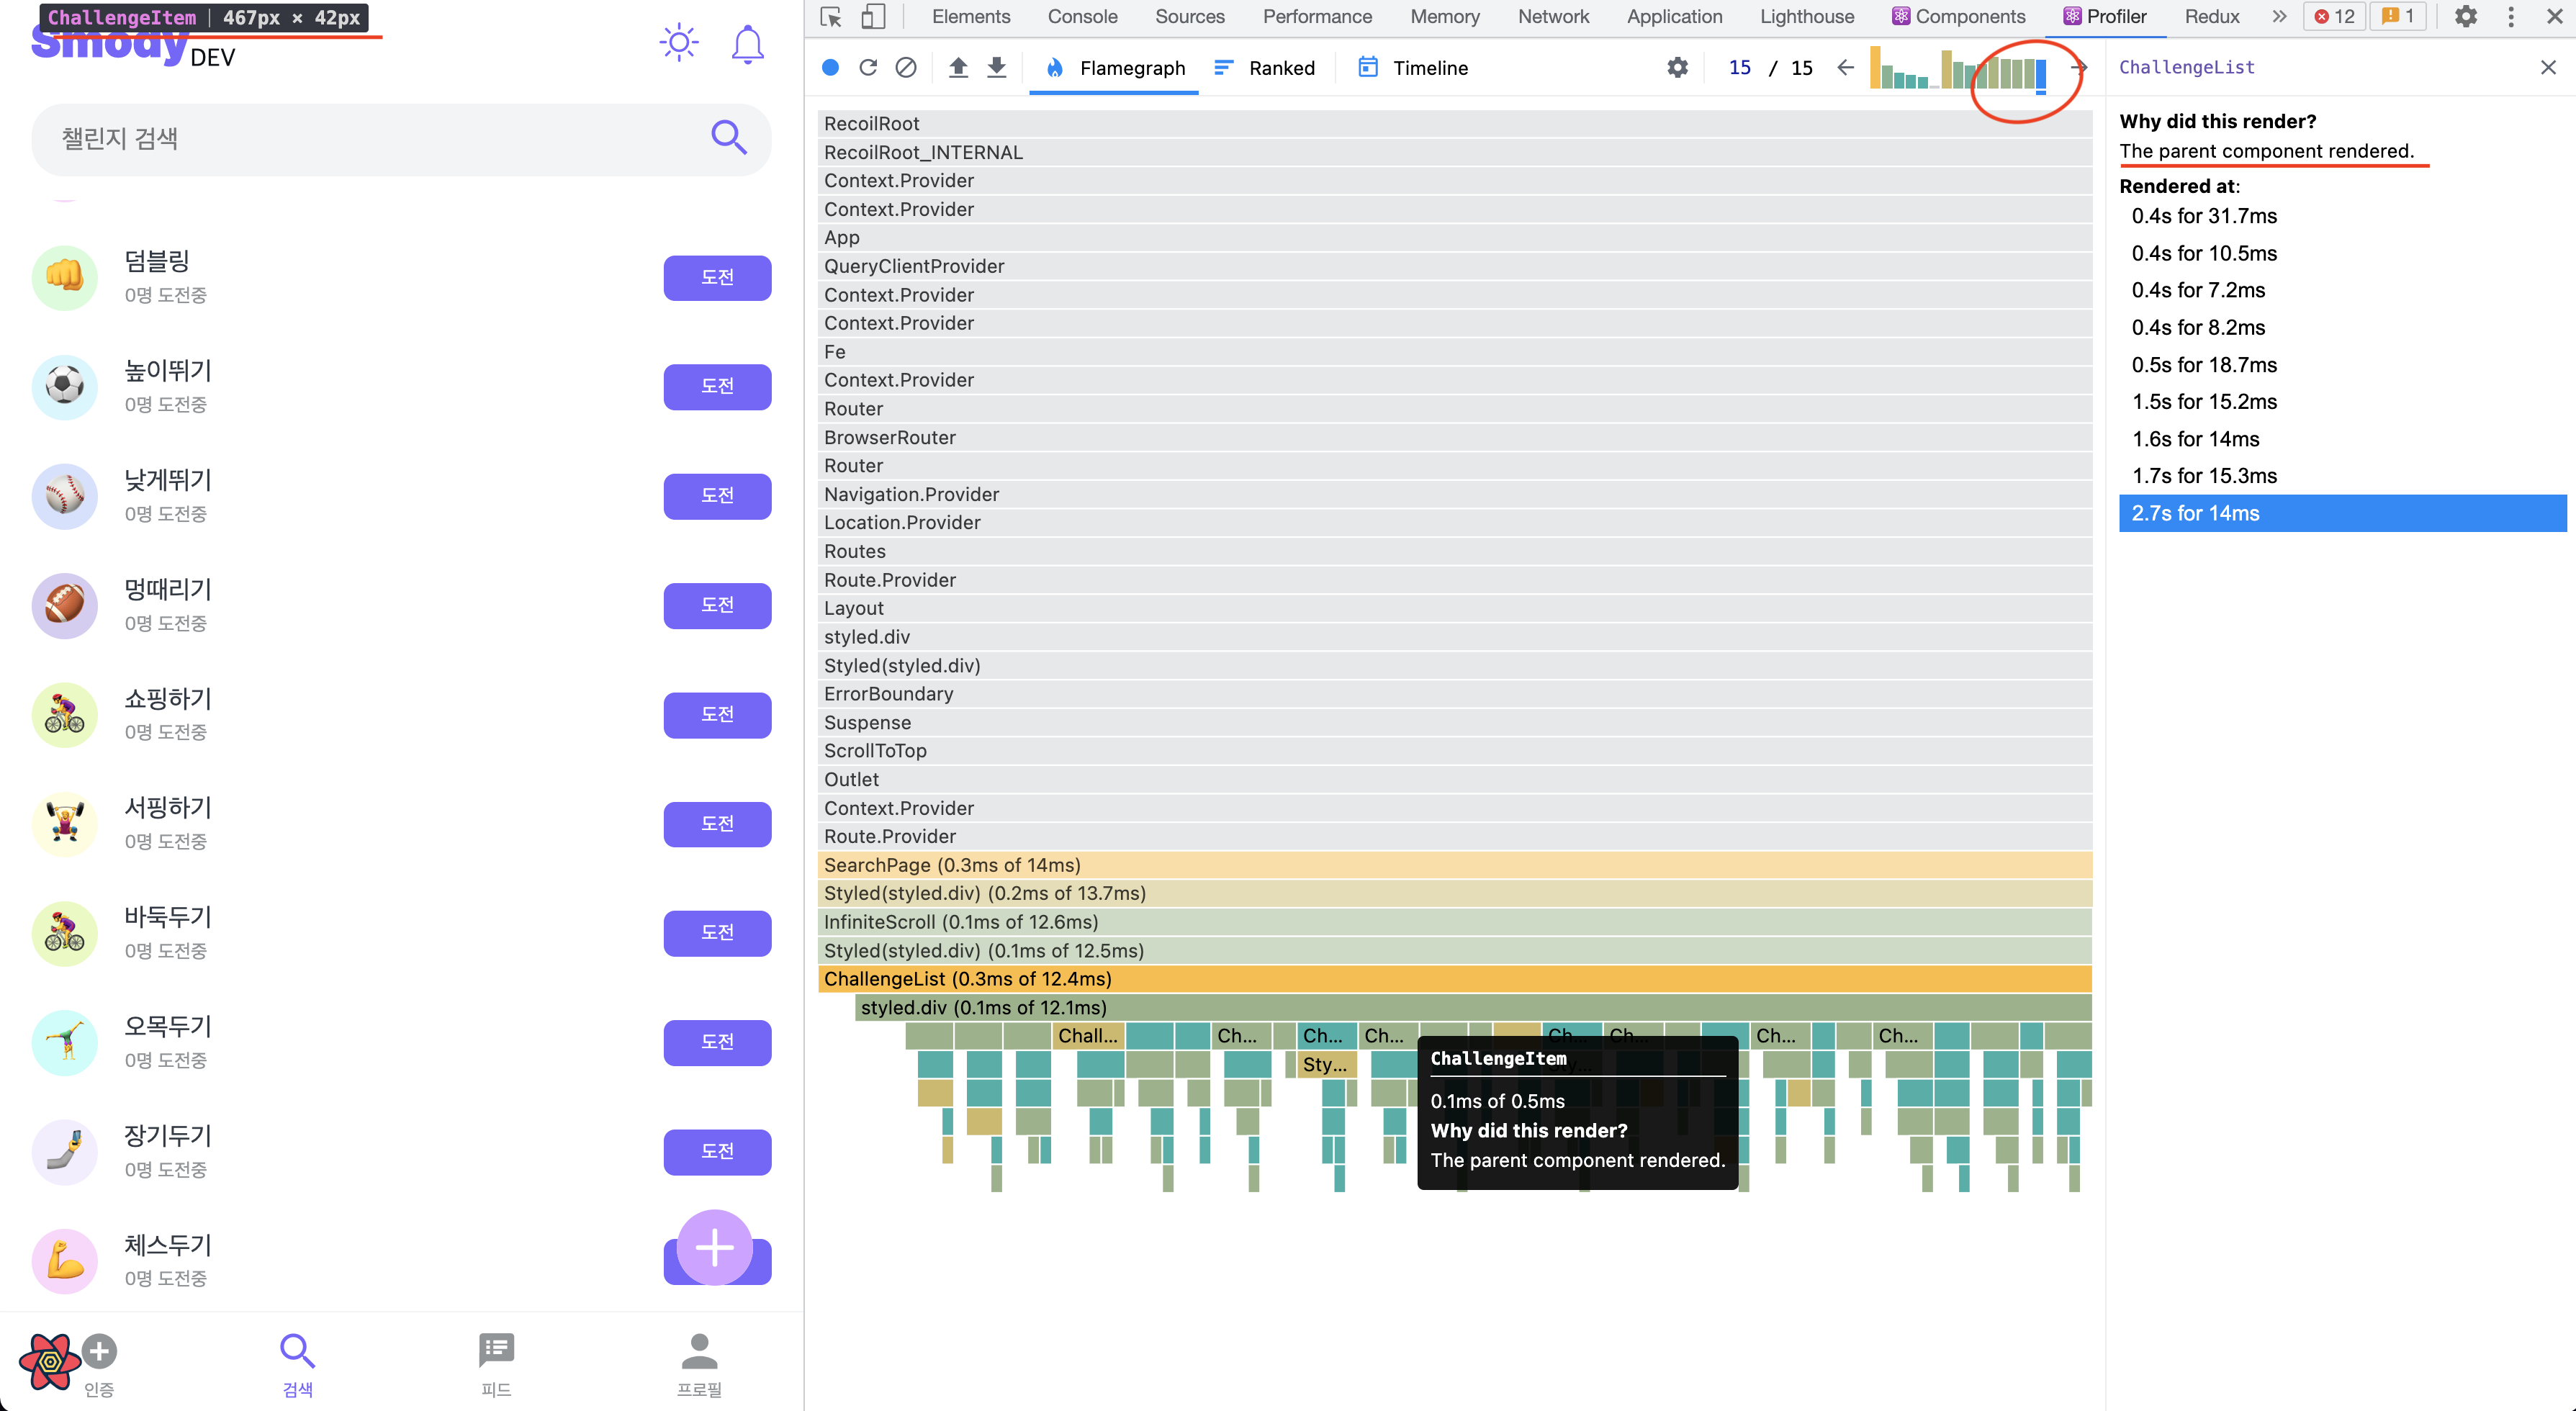 ChallengeItem | 467px × 42px
Smody DEV
챌린지 검색
덤블링
0명 도전중
도전
높이뛰기
0명 도전중
도전
낮게뛰기
0명 도전중
도전
멍때리기
0명 도전중
도전
쇼핑하기
0명 도전중
도전
서핑하기
0명 도전중
도전
바둑두기
0명 도전중
도전
오목두기
0명 도전중
도전
장기두기
0명 도전중
도전
체스두기
0명 도전중
인증
검색
피드
프로필
Elements Console Sources Performance Memory Network Application Lighthouse Components Profiler Redux 12 1
Flamegraph Ranked Timeline 15 / 15
RecoilRoot
RecoilRoot_INTERNAL
Context.Provider
Context.Provider
App
QueryClientProvider
Context.Provider
Context.Provider
Fe
Context.Provider
Router
BrowserRouter
Router
Navigation.Provider
Location.Provider
Routes
Route.Provider
Layout
styled.div
Styled(styled.div)
ErrorBoundary
Suspense
ScrollToTop
Outlet
Context.Provider
Route.Provider
SearchPage (0.3ms of 14ms)
Styled(styled.div) (0.2ms of 13.7ms)
InfiniteScroll (0.1ms of 12.6ms)
Styled(styled.div) (0.1ms of 12.5ms)
ChallengeList (0.3ms of 12.4ms)
styled.div (0.1ms of 12.1ms)
Chall... Ch... Ch... Ch... Ch... Ch... Ch... Ch...
Sty... Sty...
ChallengeItem
0.1ms of 0.5ms
Why did this render?
The parent component rendered.
ChallengeList
Why did this render?
The parent component rendered.
Rendered at:
0.4s for 31.7ms
0.4s for 10.5ms
0.4s for 7.2ms
0.4s for 8.2ms
0.5s for 18.7ms
1.5s for 15.2ms
1.6s for 14ms
1.7s for 15.3ms
2.7s for 14ms